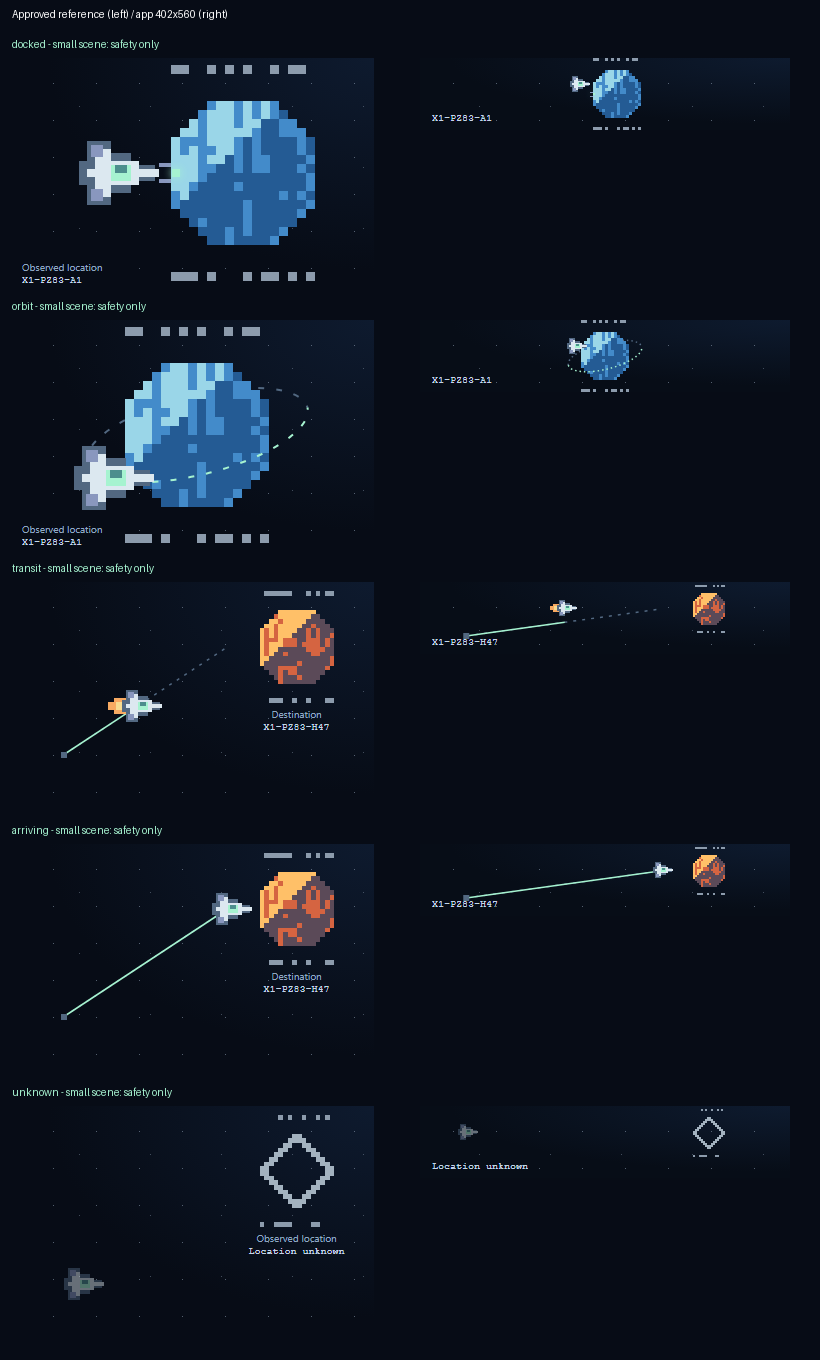 Approved reference (left) / app 402x560 (right)
docked - small scene: safety only
X1-PZ83-A1
Observed location
X1-PZ83-A1
orbit - small scene: safety only
X1-PZ83-A1
Observed location
X1-PZ83-A1
transit - small scene: safety only
X1-PZ83-H47
Destination
X1-PZ83-H47
arriving - small scene: safety only
X1-PZ83-H47
Destination
X1-PZ83-H47
unknown - small scene: safety only
Location unknown
Observed location
Location unknown